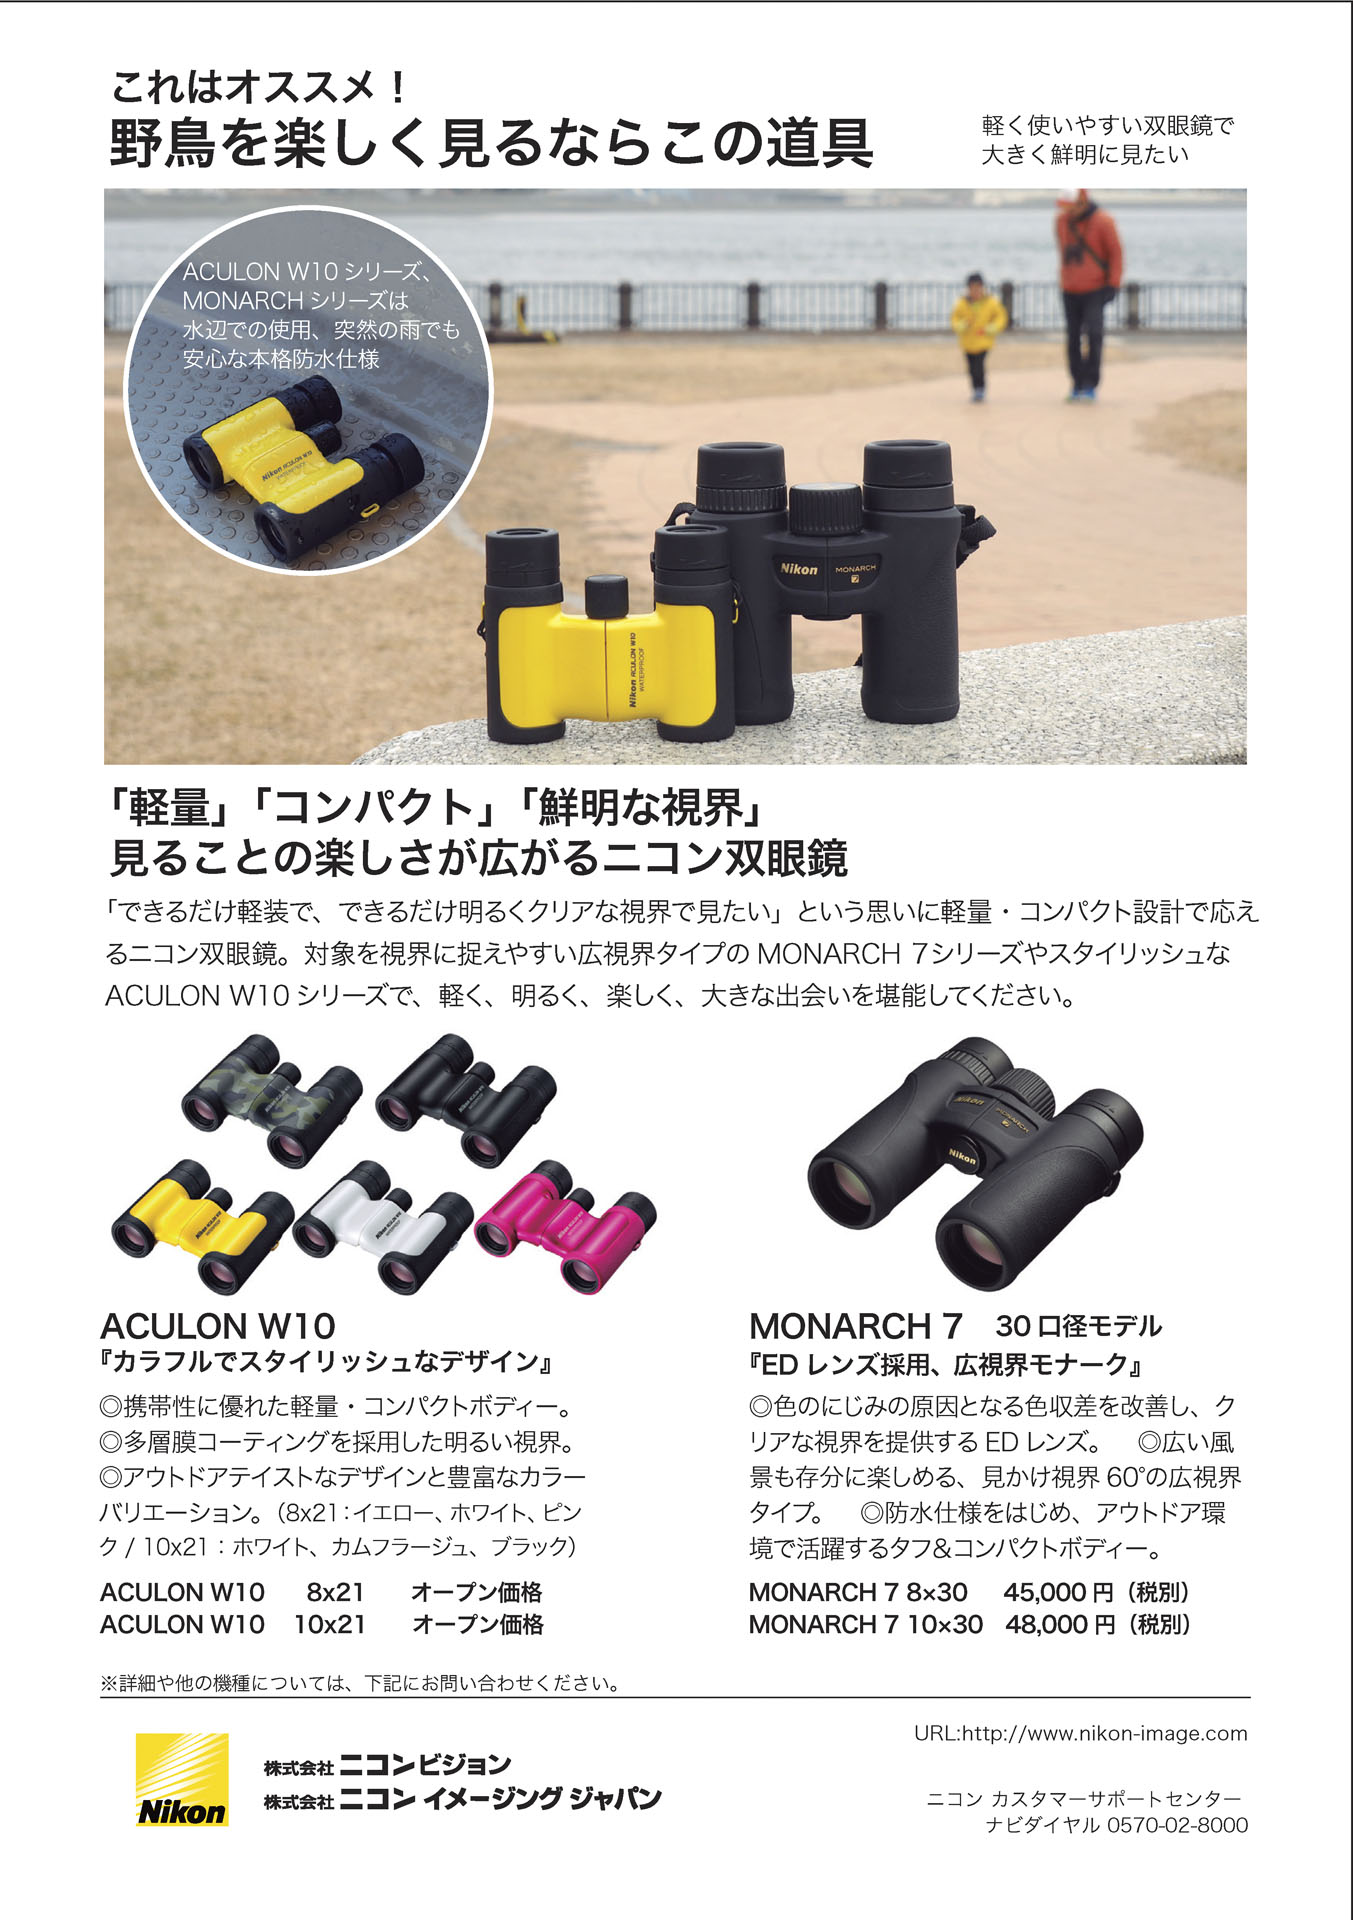 これはオススメ！
野鳥を楽しく見るならこの道具
軽く使いやすい双眼鏡で
大きく鮮明に見たい
ACULON W10 シリーズ、
MONARCH シリーズは
水辺での使用、突然の雨でも
安心な本格防水仕様
Nikon ACULON W10
WATERPROOF
Nikon MONARCH
7
Nikon ACULON W10
WATERPROOF
「軽量」「コンパクト」「鮮明な視界」
見ることの楽しさが広がるニコン双眼鏡
「できるだけ軽装で、できるだけ明るくクリアな視界で見たい」という思いに軽量・コンパクト設計で応え
るニコン双眼鏡。対象を視界に捉えやすい広視界タイプの MONARCH 7シリーズやスタイリッシュな
ACULON W10 シリーズで、軽く、明るく、楽しく、大きな出会いを堪能してください。
Nikon
MONARCH
7
Nikon
ACULON W10
『カラフルでスタイリッシュなデザイン』
◎携帯性に優れた軽量・コンパクトボディー。
◎多層膜コーティングを採用した明るい視界。
◎アウトドアテイストなデザインと豊富なカラー
バリエーション。（8x21：イエロー、ホワイト、ピン
ク / 10x21：ホワイト、カムフラージュ、ブラック）
ACULON W10 8x21 オープン価格
ACULON W10 10x21 オープン価格
MONARCH 7 30口径モデル
『ED レンズ採用、広視界モナーク』
◎色のにじみの原因となる色収差を改善し、ク
リアな視界を提供する ED レンズ。 ◎広い風
景も存分に楽しめる、見かけ視界 60°の広視界
タイプ。 ◎防水仕様をはじめ、アウトドア環
境で活躍するタフ＆コンパクトボディー。
MONARCH 7 8×30 45,000 円（税別）
MONARCH 7 10×30 48,000 円（税別）
※詳細や他の機種については、下記にお問い合わせください。
Nikon
株式会社 ニコンビジョン
株式会社 ニコン イメージング ジャパン
URL:http://www.nikon-image.com
ニコン カスタマーサポートセンター
ナビダイヤル 0570-02-8000